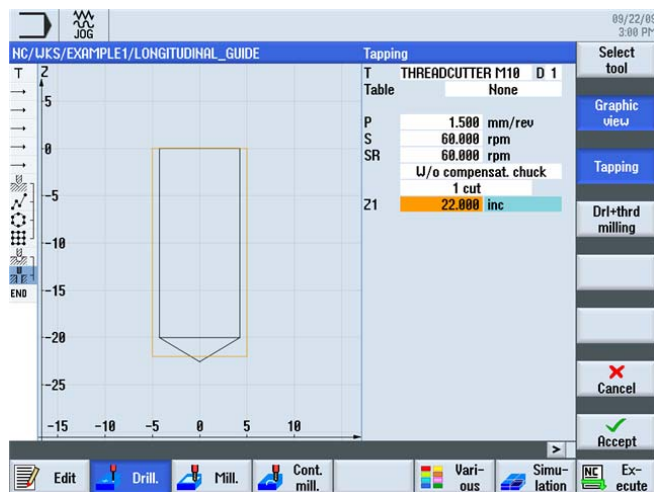 JOG
09/22/09
3:00 PM
NC/WKS/EXAMPLE1/LONGITUDINAL_GUIDE
Tapping
Select tool
T
Z
T THREADCUTTER M10 D 1
Table None
Graphic view
5
P 1.500 mm/rev
S 60.000 rpm
SR 60.000 rpm
0
W/o compensat. chuck
Tapping
1 cut
Z1 22.000 inc
-5
Drl+thrd milling
-10
END
-15
-20
-25
Cancel
-15 -10 -5 0 5 10
Accept
>
Edit
Drill.
Mill.
Cont. mill.
Vari- ous
Simu- lation
NC Ex- ecute